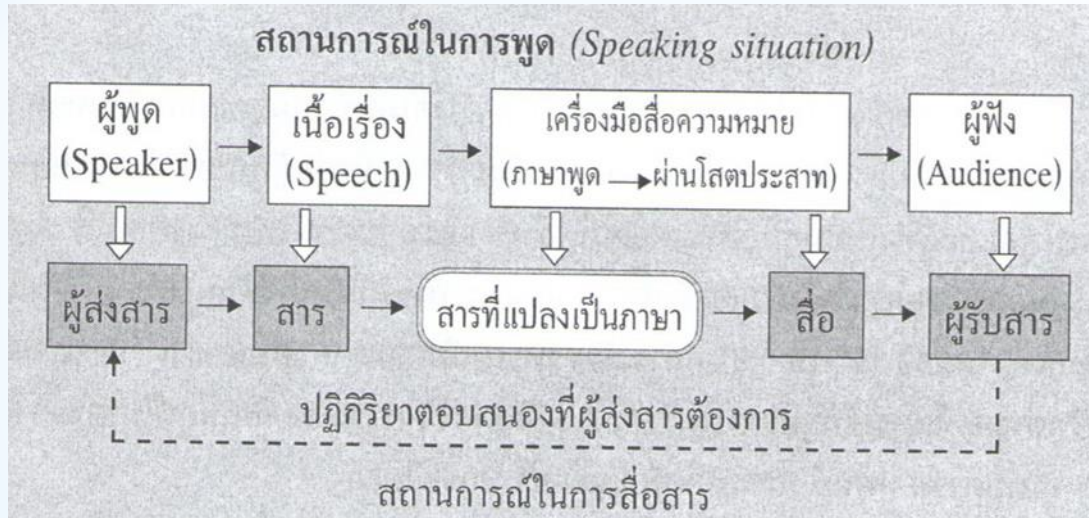 สถานการณ์ในการพูด (Speaking situation)
ผู้พูด
(Speaker)
เนื้อเรื่อง
(Speech)
เครื่องมือสื่อความหมาย
(ภาษาพูด → ผ่านโสตประสาท)
ผู้ฟัง
(Audience)
ผู้ส่งสาร
สาร
สารที่แปลงเป็นภาษา
สื่อ
ผู้รับสาร
ปฏิกิริยาตอบสนองที่ผู้ส่งสารต้องการ
สถานการณ์ในการสื่อสาร